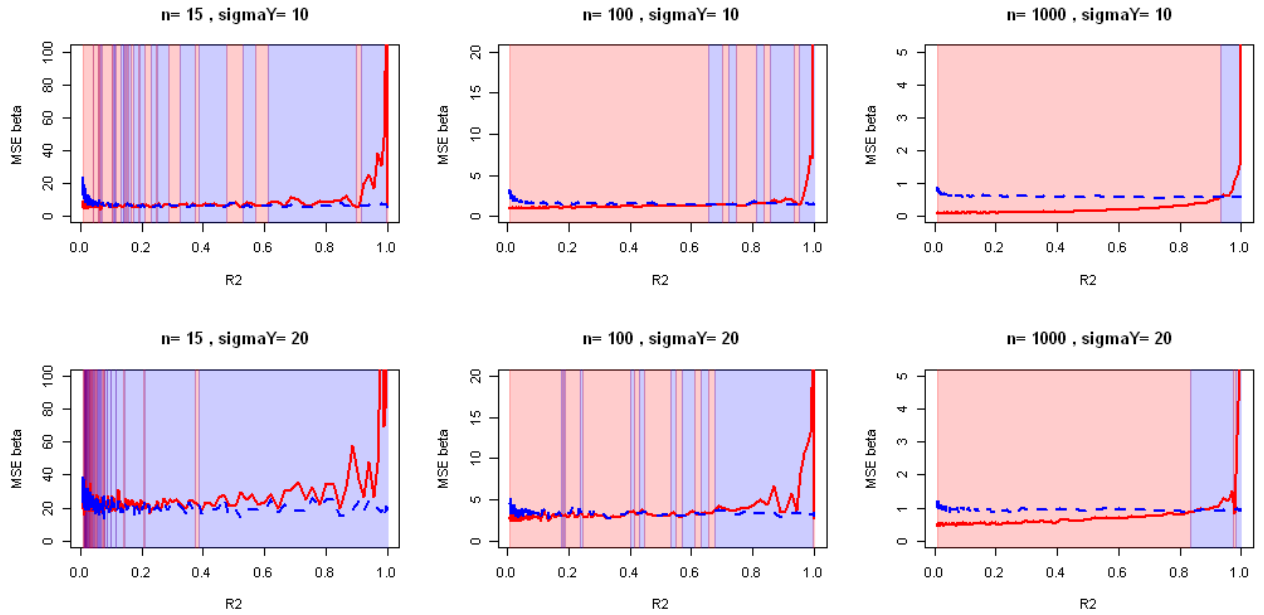 n= 15 , sigmaY= 10
MSE beta
0 20 40 60 80 100
0.0 0.2 0.4 0.6 0.8 1.0
R2
n= 100 , sigmaY= 10
MSE beta
0 5 10 15 20
0.0 0.2 0.4 0.6 0.8 1.0
R2
n= 1000 , sigmaY= 10
MSE beta
0 1 2 3 4 5
0.0 0.2 0.4 0.6 0.8 1.0
R2
n= 15 , sigmaY= 20
MSE beta
0 20 40 60 80 100
0.0 0.2 0.4 0.6 0.8 1.0
R2
n= 100 , sigmaY= 20
MSE beta
0 5 10 15 20
0.0 0.2 0.4 0.6 0.8 1.0
R2
n= 1000 , sigmaY= 20
MSE beta
0 1 2 3 4 5
0.0 0.2 0.4 0.6 0.8 1.0
R2